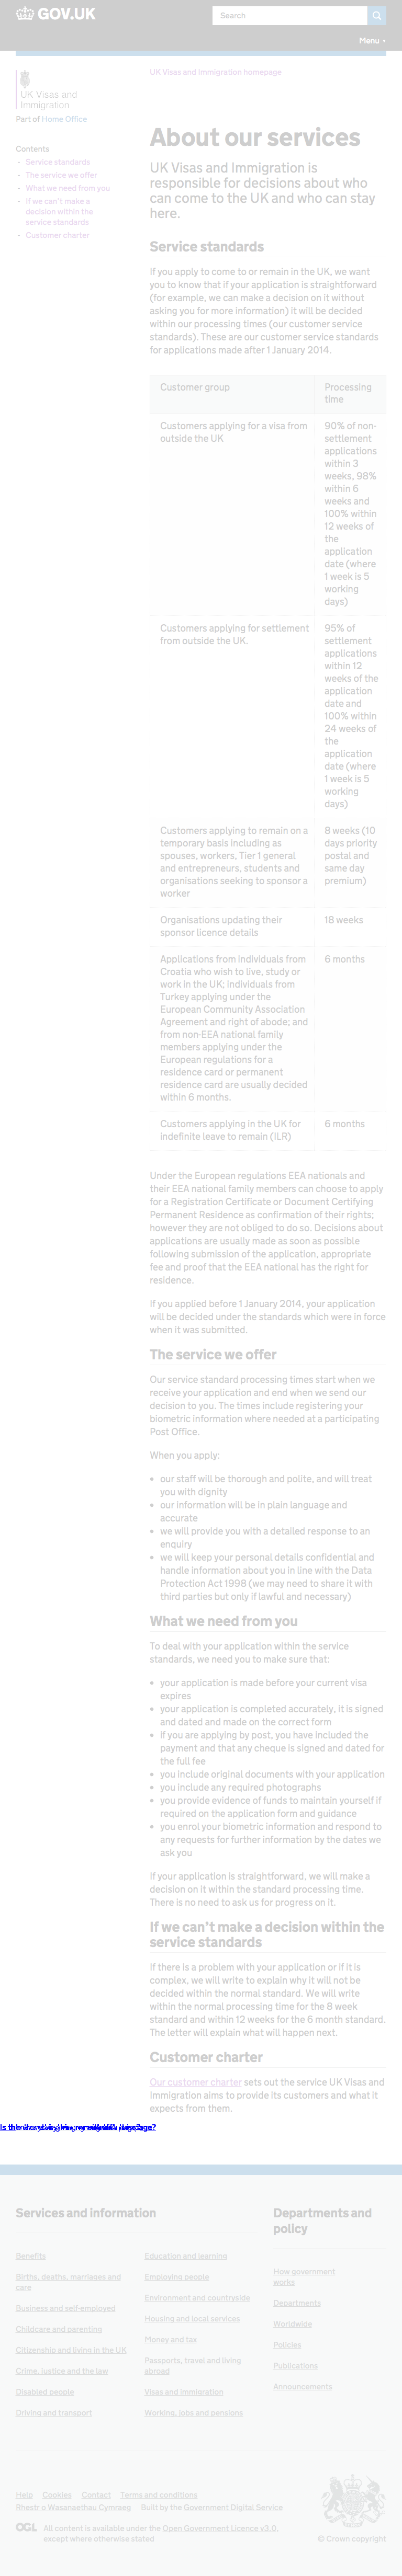 GOV.UK
Search
Menu
UK Visas and
Immigration
Part of Home Office
UK Visas and Immigration homepage
Contents
Service standards
The service we offer
What we need from you
If we can't make a
decision within the
service standards
Customer charter
About our services
UK Visas and Immigration is
responsible for decisions about who
can come to the UK and who can stay
here.
Service standards
If you apply to come to or remain in the UK, we want
you to know that if your application is straightforward
(for example, we can make a decision on it without
asking you for more information) it will be decided
within our processing times (our customer service
standards). These are our customer service standards
for applications made after 1 January 2014.
Customer group
Processing
time
Customers applying for a visa from
outside the UK
90% of non-
settlement
applications
within 3
weeks, 98%
within 6
weeks and
100% within
12 weeks of
the
application
date (where
1 week is 5
working
days)
Customers applying for settlement
from outside the UK.
95% of
settlement
applications
within 12
weeks of the
application
date and
100% within
24 weeks of
the
application
date (where
1 week is 5
working
days)
Customers applying to remain on a
temporary basis including as
spouses, workers, Tier 1 general
and entrepreneurs, students and
organisations seeking to sponsor a
worker
8 weeks (10
days priority
postal and
same day
premium)
Organisations updating their
sponsor licence details
18 weeks
Applications from individuals from
Croatia who wish to live, study or
work in the UK; individuals from
Turkey applying under the
European Community Association
Agreement and right of abode; and
from non-EEA national family
members applying under the
European regulations for a
residence card or permanent
residence card are usually decided
within 6 months.
6 months
Customers applying in the UK for
indefinite leave to remain (ILR)
6 months
Under the European regulations EEA nationals and
their EEA national family members can choose to apply
for a Registration Certificate or Document Certifying
Permanent Residence as confirmation of their rights;
however they are not obliged to do so. Decisions about
applications are usually made as soon as possible
following submission of the application, appropriate
fee and proof that the EEA national has the right for
residence.
If you applied before 1 January 2014, your application
will be decided under the standards which were in force
when it was submitted.
The service we offer
Our service standard processing times start when we
receive your application and end when we send our
decision to you. The times include registering your
biometric information where needed at a participating
Post Office.
When you apply:
our staff will be thorough and polite, and will treat
you with dignity
our information will be in plain language and
accurate
we will provide you with a detailed response to an
enquiry
we will keep your personal details confidential and
handle information about you in line with the Data
Protection Act 1998 (we may need to share it with
third parties but only if lawful and necessary)
What we need from you
To deal with your application within the service
standards, we need you to make sure that:
your application is made before your current visa
expires
your application is completed accurately, it is signed
and dated and made on the correct form
if you are applying by post, you have included the
payment and that any cheque is signed and dated for
the full fee
you include original documents with your application
you include any required photographs
you provide evidence of funds to maintain yourself if
required on the application form and guidance
you enrol your biometric information and respond to
any requests for further information by the dates we
ask you
If your application is straightforward, we will make a
decision on it within the standard processing time.
There is no need to ask us for progress on it.
If we can't make a decision within the
service standards
If there is a problem with your application or if it is
complex, we will write to explain why it will not be
decided within the normal standard. We will write
within the normal processing time for the 8 week
standard and within 12 weeks for the 6 month standard.
The letter will explain what will happen next.
Customer charter
Our customer charter sets out the service UK Visas and
Immigration aims to provide its customers and what it
expects from them.
Services and information
Benefits
Births, deaths, marriages and
care
Business and self-employed
Childcare and parenting
Citizenship and living in the UK
Crime, justice and the law
Disabled people
Driving and transport
Education and learning
Employing people
Environment and countryside
Housing and local services
Money and tax
Passports, travel and living
abroad
Visas and immigration
Working, jobs and pensions
Departments and
policy
How government
works
Departments
Worldwide
Policies
Publications
Announcements
Help Cookies Contact Terms and conditions
Rhestr o Wasanaethau Cymraeg Built by the Government Digital Service
OGL
All content is available under the Open Government Licence v3.0,
except where otherwise stated
© Crown copyright